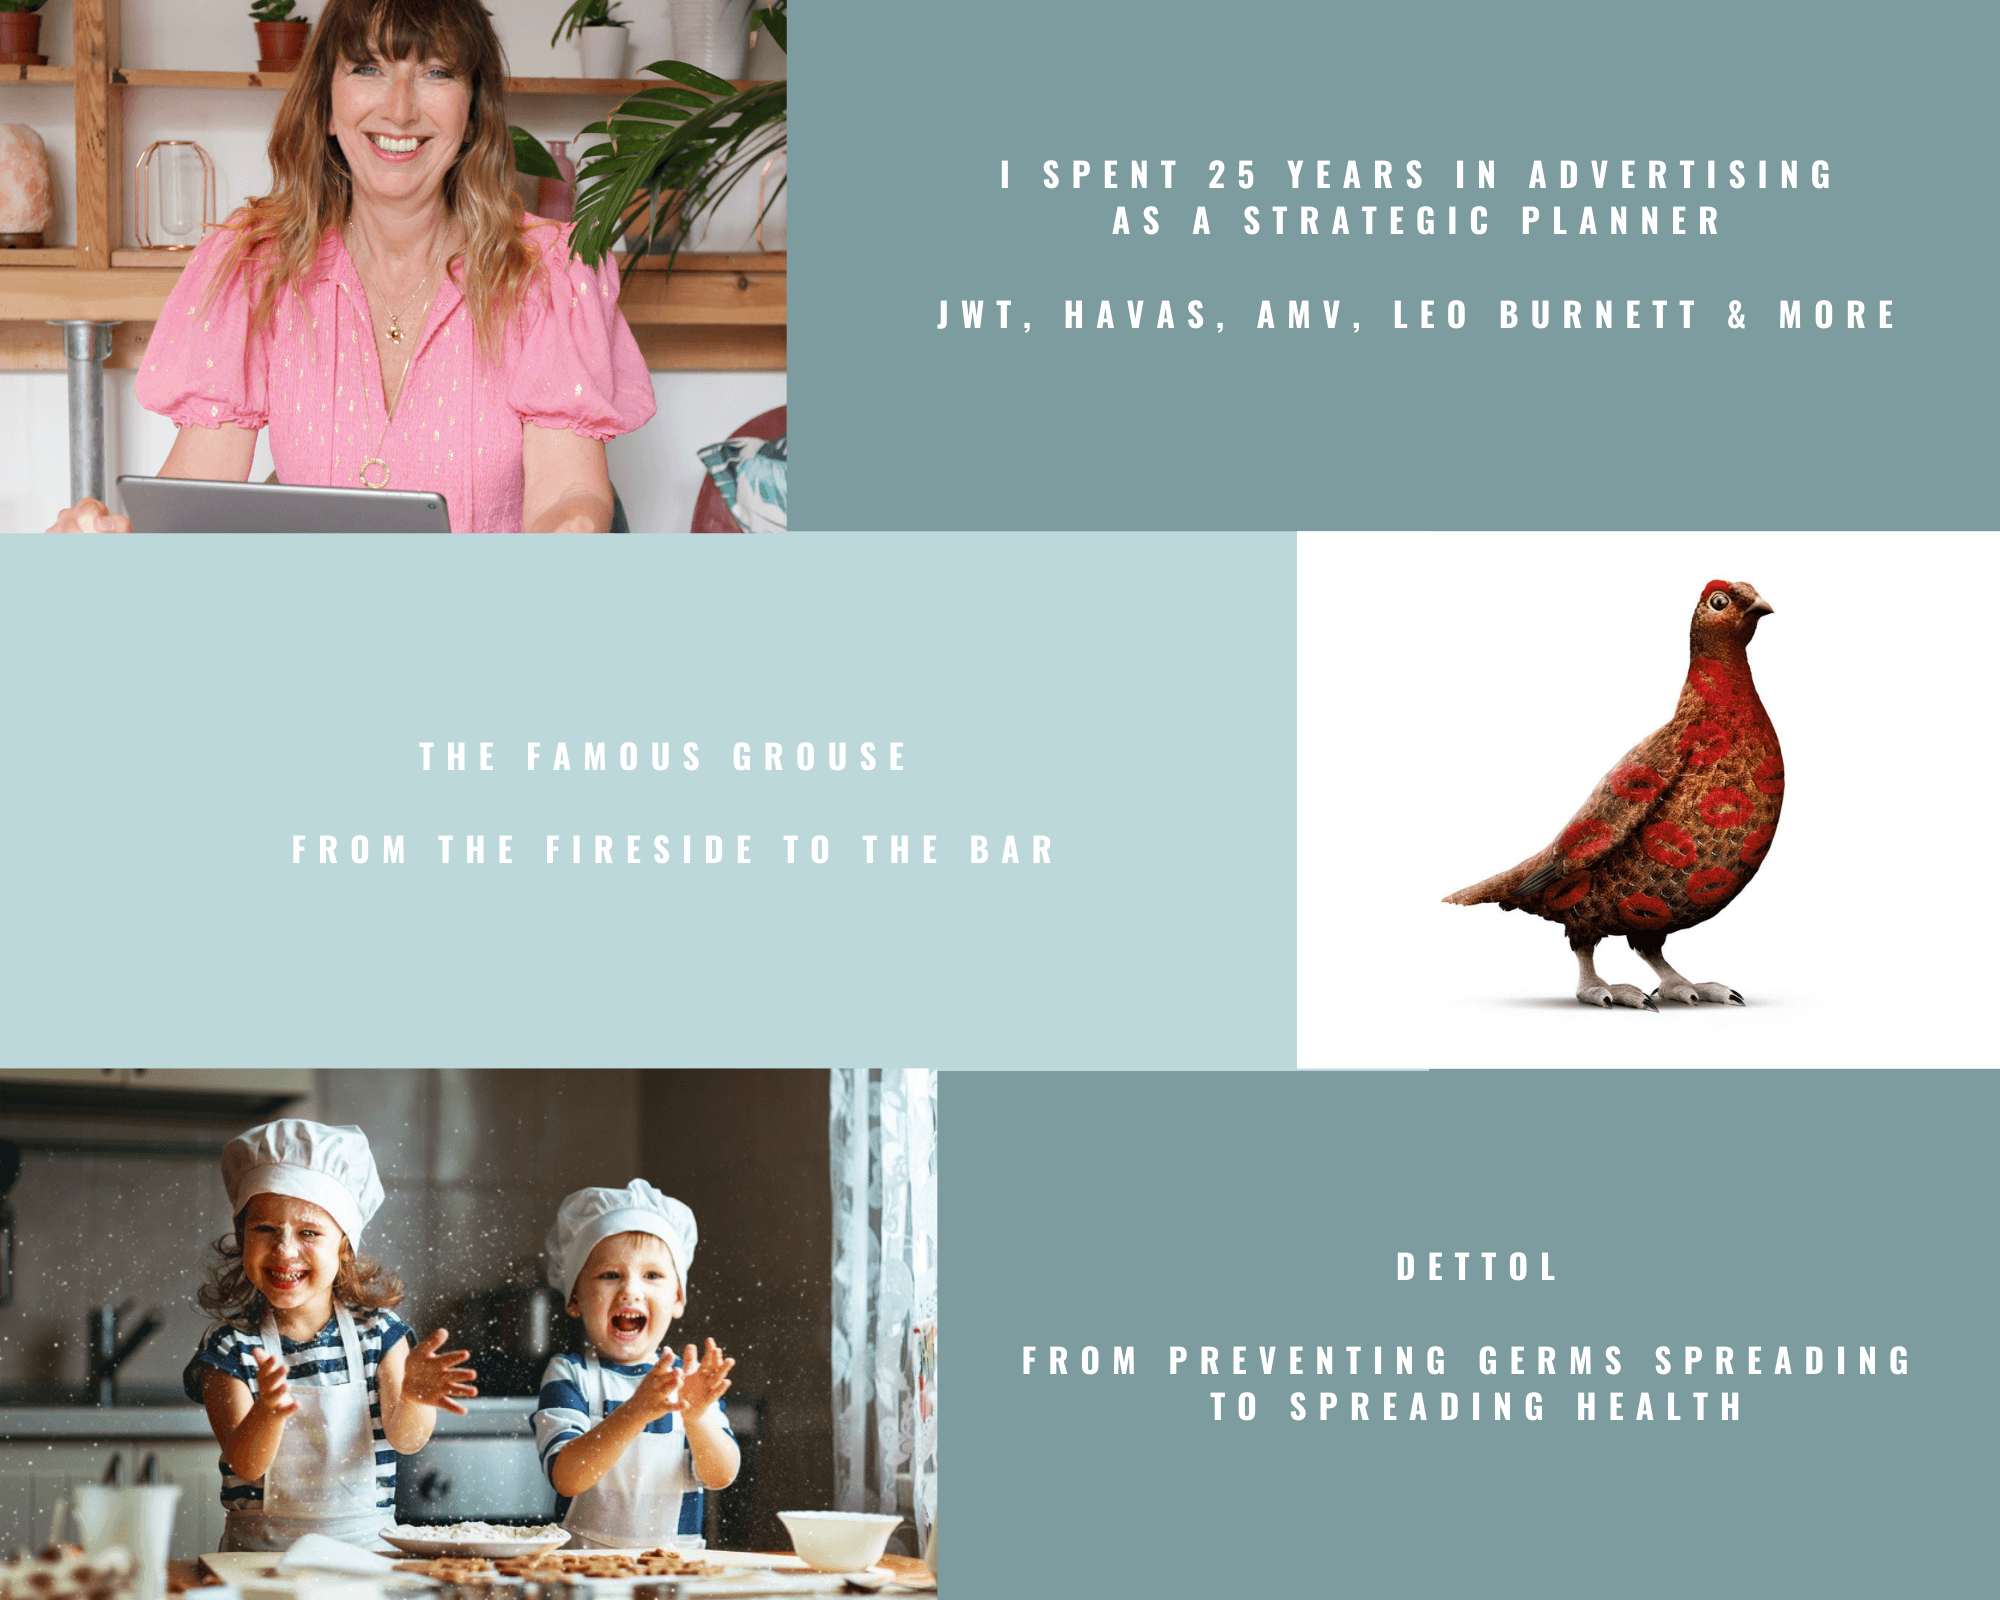 I SPENT 25 YEARS IN ADVERTISING
AS A STRATEGIC PLANNER
JWT, HAVAS, AMV, LEO BURNETT & MORE
THE FAMOUS GROUSE
FROM THE FIRESIDE TO THE BAR
DETTOL
FROM PREVENTING GERMS SPREADING
TO SPREADING HEALTH